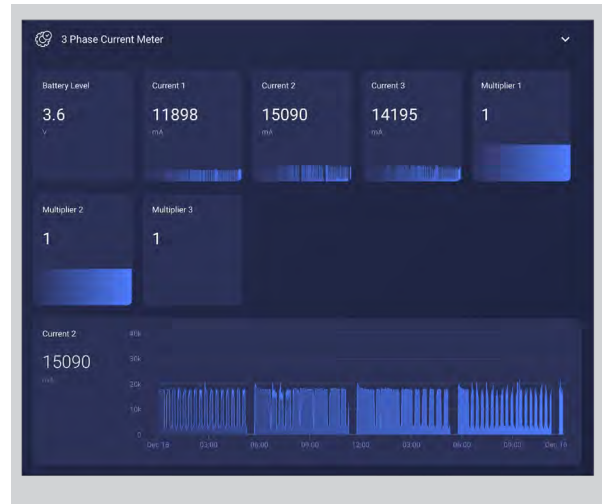 3 Phase Current Meter
Battery Level
3.6
V
Current 1
11898
mA
Current 2
15090
mA
Current 3
14195
mA
Multiplier 1
1
Multiplier 2
1
Multiplier 3
1
Current 2
15090
mA
40k
30k
20k
10k
0
Dec 15 03:00 06:00 09:00 12:00 03:00 06:00 09:00 Dec 16